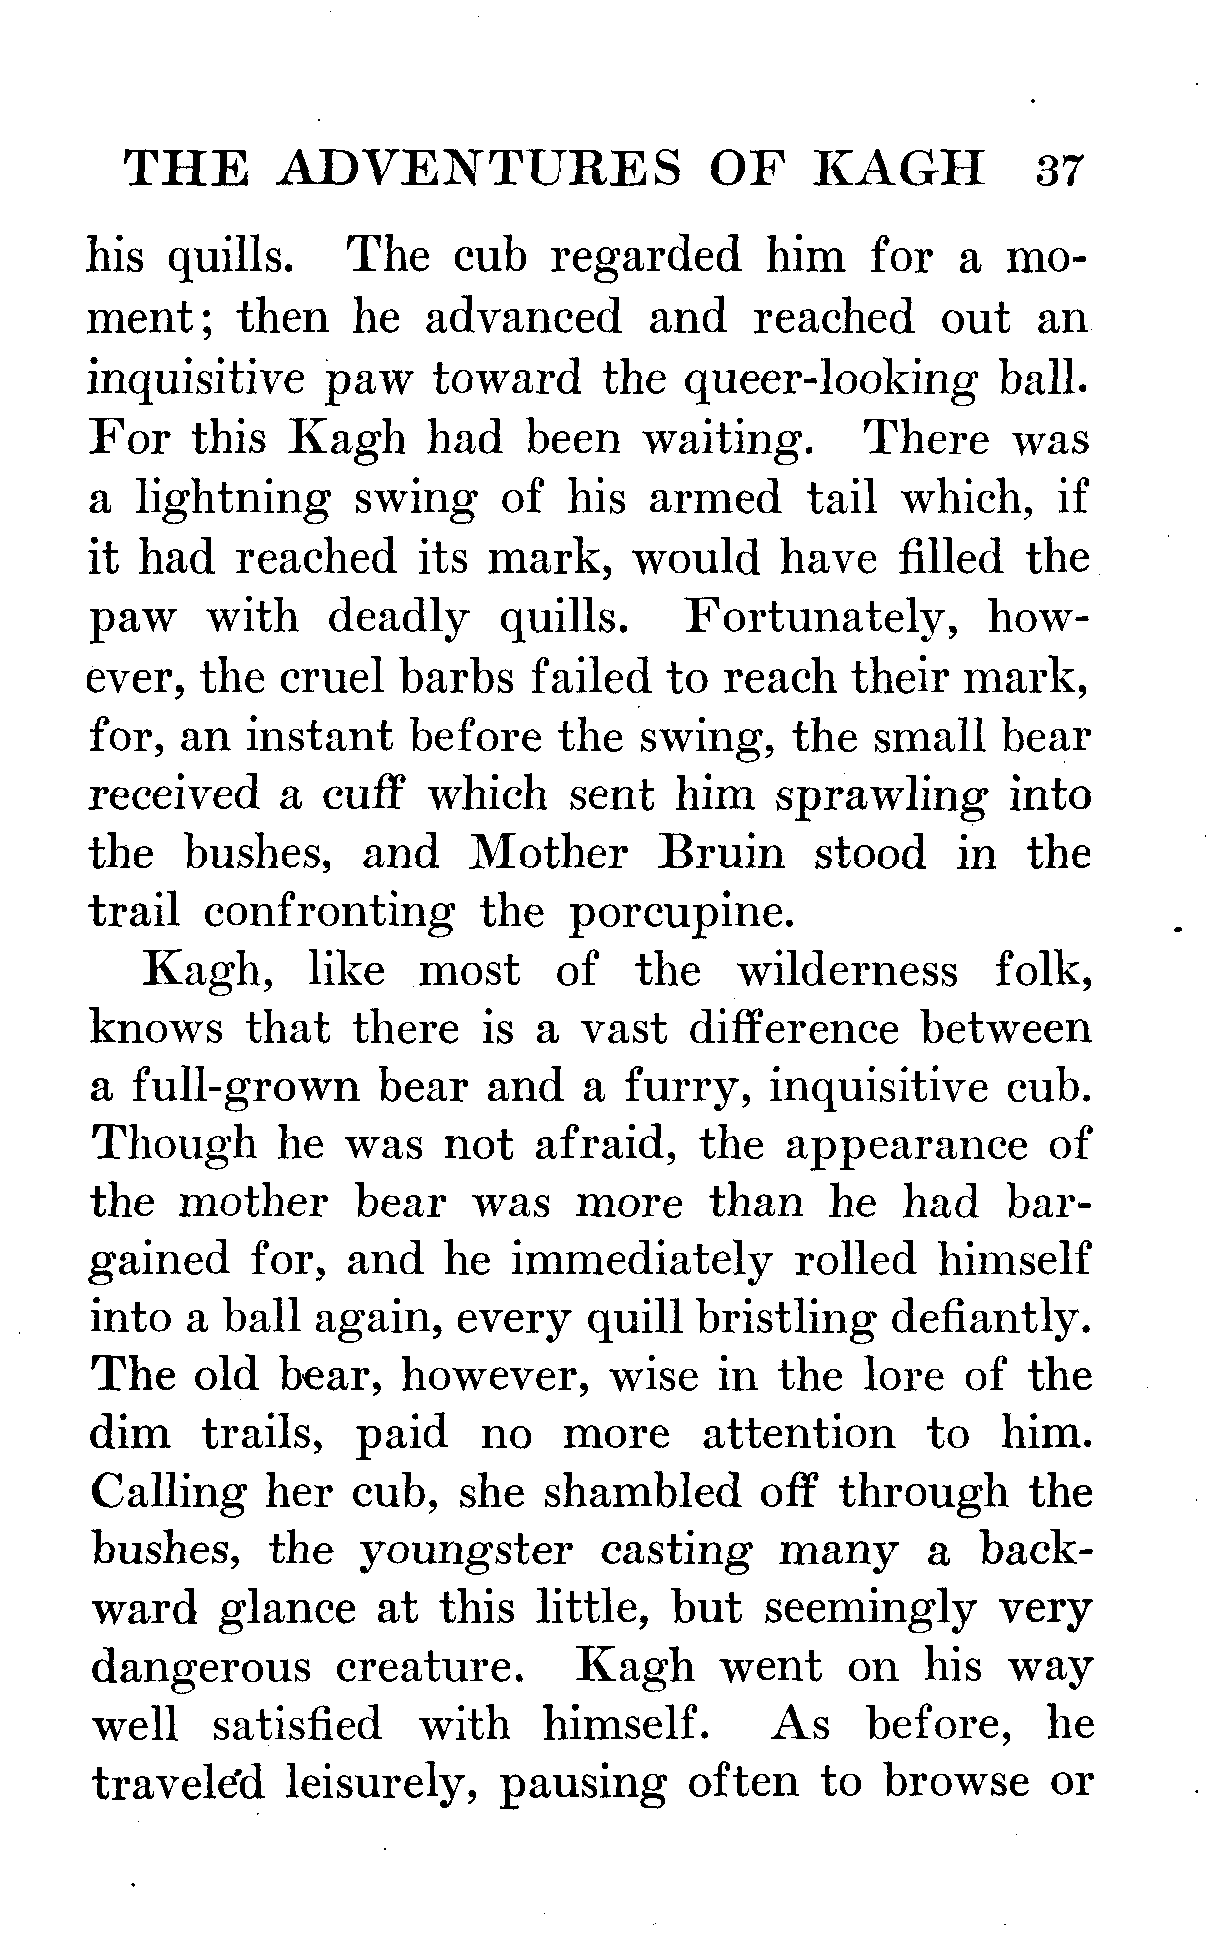 THE ADVENTURES OF KAGH 37
his quills. The cub regarded him for a mo-
ment; then he advanced and reached out an
inquisitive paw toward the queer-looking ball.
For this Kagh had been waiting. There was
a lightning swing of his armed tail which, if
it had reached its mark, would have filled the
paw with deadly quills. Fortunately, how-
ever, the cruel barbs failed to reach their mark,
for, an instant before the swing, the small bear
received a cuff which sent him sprawling into
the bushes, and Mother Bruin stood in the
trail confronting the porcupine.
Kagh, like most of the wilderness folk,
knows that there is a vast difference between
a full-grown bear and a furry, inquisitive cub.
Though he was not afraid, the appearance of
the mother bear was more than he had bar-
gained for, and he immediately rolled himself
into a ball again, every quill bristling defiantly.
The old bear, however, wise in the lore of the
dim trails, paid no more attention to him.
Calling her cub, she shambled off through the
bushes, the youngster casting many a back-
ward glance at this little, but seemingly very
dangerous creature. Kagh went on his way
well satisfied with himself. As before, he
traveled leisurely, pausing often to browse or